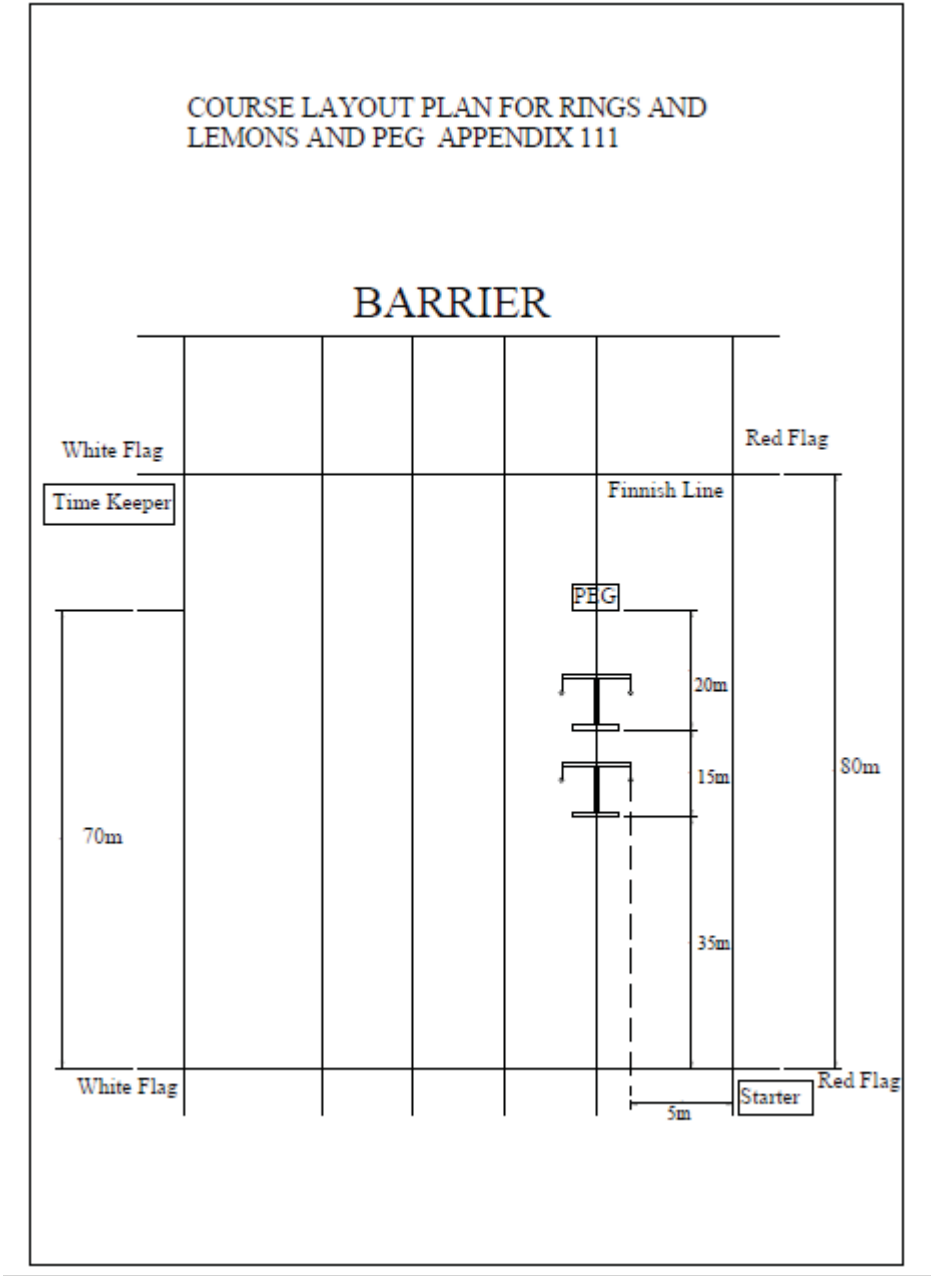 COURSE LAYOUT PLAN FOR RINGS AND
LEMONS AND PEG APPENDIX 111
BARRIER
White Flag
Red Flag
Time Keeper
Finnish Line
PEG
20m
15m
80m
70m
35m
White Flag
Red Flag
Starter
5m